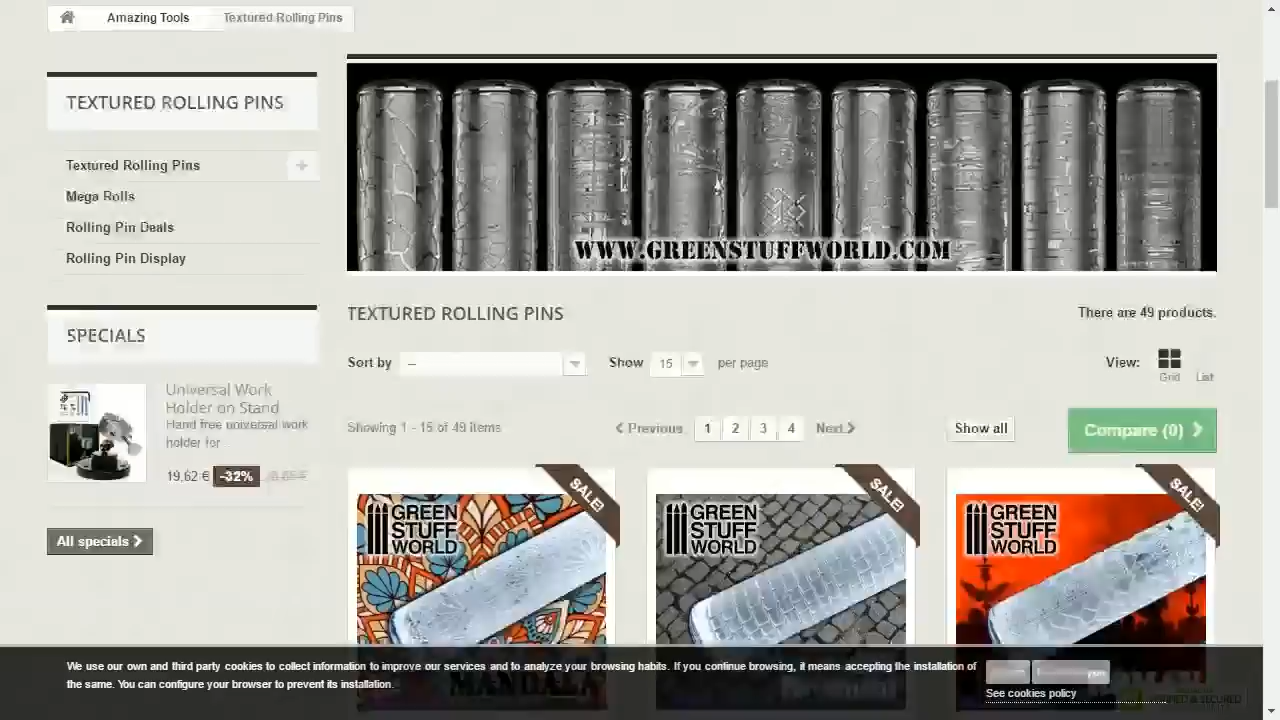 Amazing Tools
Textured Rolling Pins
TEXTURED ROLLING PINS
Textured Rolling Pins
Mega Rolls
Rolling Pin Deals
Rolling Pin Display
SPECIALS
Universal Work
Holder on Stand
Hand free universal work
holder for
19,62 € -32%
All specials
WWW.GREENSTUFFWORLD.COM
TEXTURED ROLLING PINS
There are 49 products.
Sort by --
Show 15 per page
View:
Grid
List
Showing 1 - 15 of 49 items
Previous 1 2 3 4 Next
Show all
Compare (0)
SALE!
GREEN
STUFF
WORLD
MANDALA
SALE!
GREEN
STUFF
WORLD
SALE!
GREEN
STUFF
WORLD
We use our own and third party cookies to collect information to improve our services and to analyze your browsing habits. If you continue browsing, it means accepting the installation of
the same. You can configure your browser to prevent its installation.
See cookies policy
& SECURED